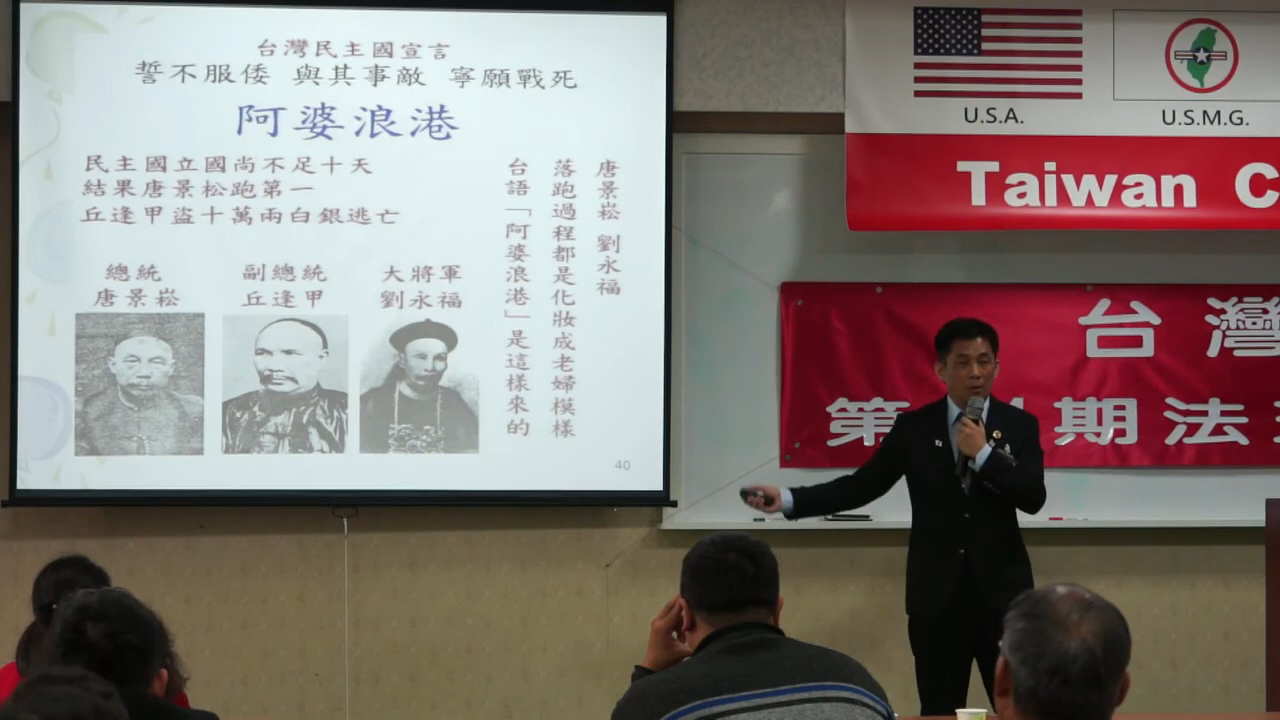 台灣民主國宣言
誓不服倭 與其事敵 寧願戰死
阿婆浪港
民主國立國尚不足十天
結果唐景松跑第一
丘逢甲盜十萬兩白銀逃亡
總統
唐景崧
副總統
丘逢甲
大將軍
劉永福
唐景崧 劉永福
落跑過程都是化妝成老婦模樣
台語「阿婆浪港」是這樣來的
40
U.S.A.
U.S.M.G.
Taiwan C
台灣
第 期法